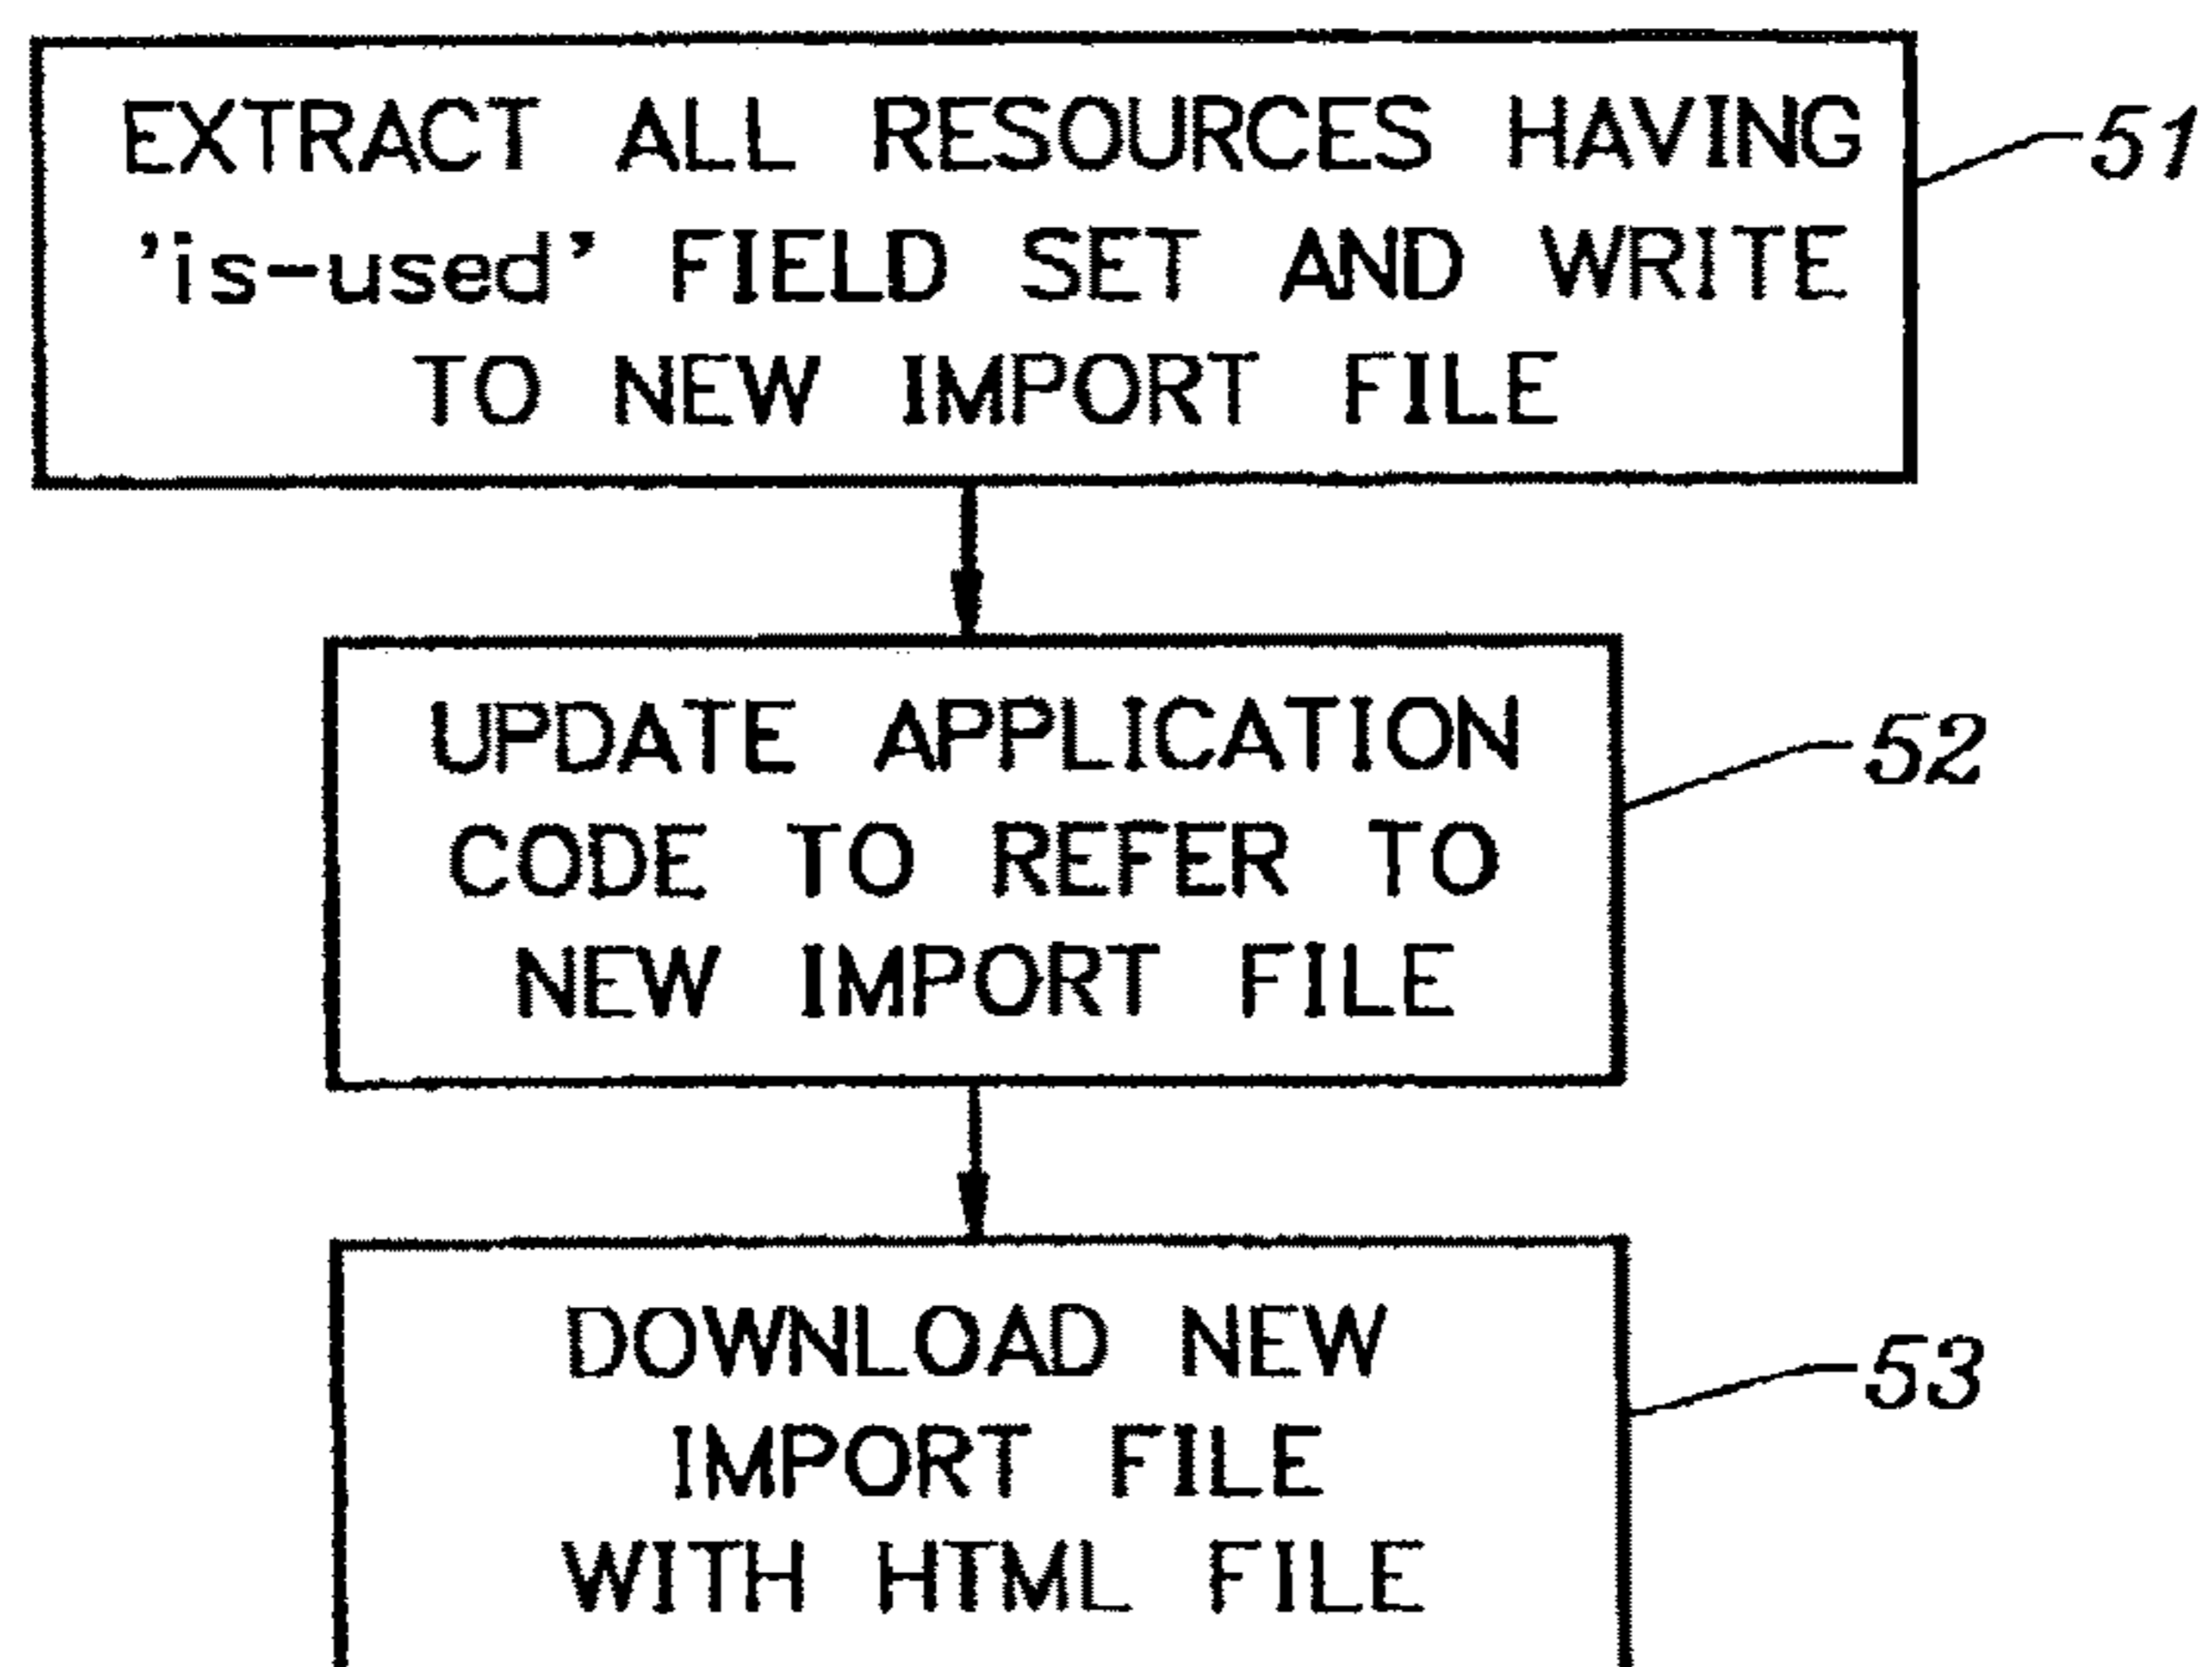 EXTRACT ALL RESOURCES HAVING
'is-used' FIELD SET AND WRITE
TO NEW IMPORT FILE
51
UPDATE APPLICATION
CODE TO REFER TO
NEW IMPORT FILE
52
DOWNLOAD NEW
IMPORT FILE
WITH HTML FILE
53